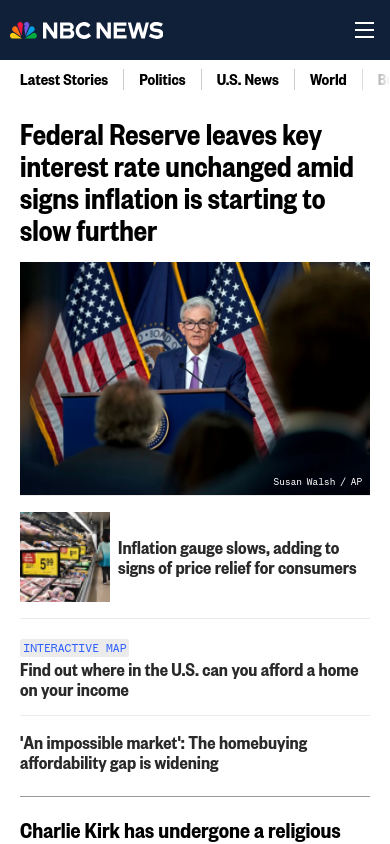 NBC NEWS
Latest Stories
Politics
U.S. News
World
Federal Reserve leaves key
interest rate unchanged amid
signs inflation is starting to
slow further
Susan Walsh / AP
5.99
Inflation gauge slows, adding to
signs of price relief for consumers
INTERACTIVE MAP
Find out where in the U.S. can you afford a home
on your income
'An impossible market': The homebuying
affordability gap is widening
Charlie Kirk has undergone a religious